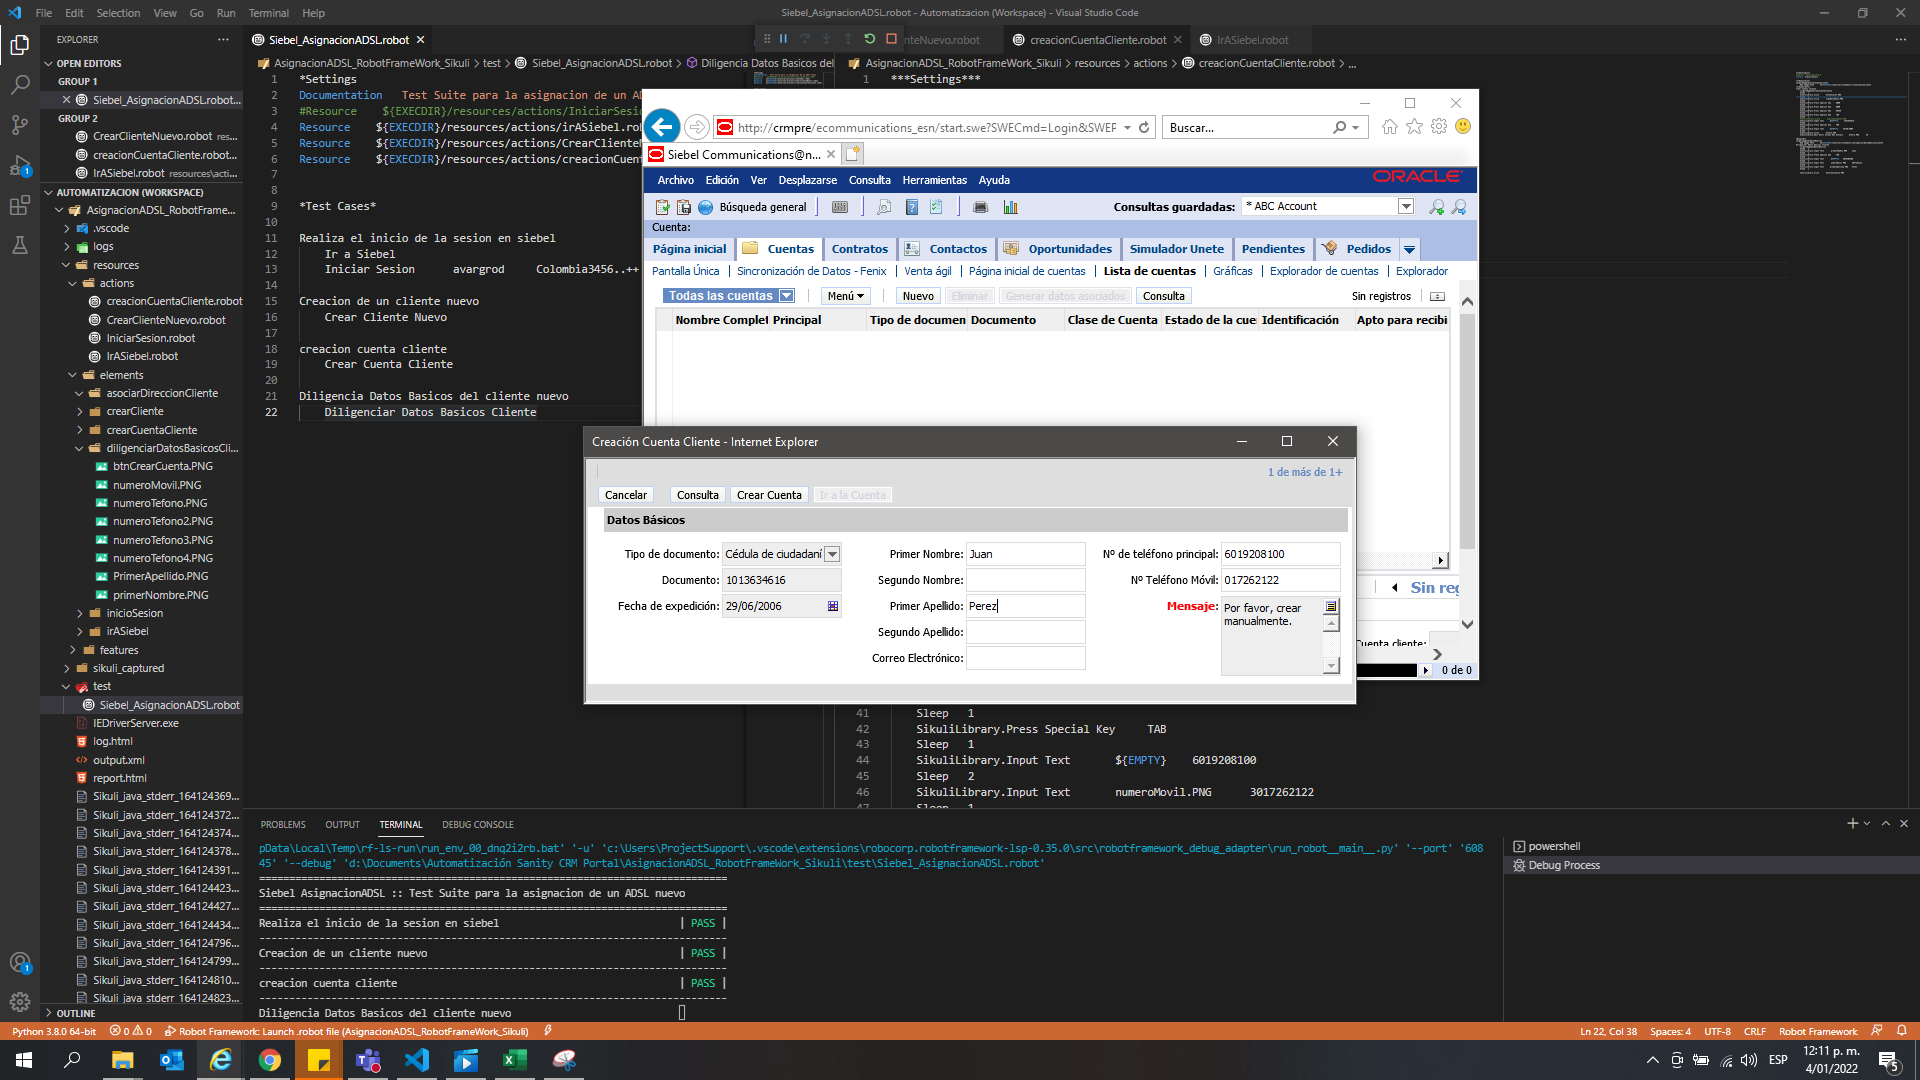 File Edit Selection View Go Run Terminal Help
Siebel_AsignacionADSL.robot - Automatizacion (Workspace) - Visual Studio Code
EXPLORER
OPEN EDITORS
GROUP 1
Siebel_AsignacionADSL.robot...
GROUP 2
CrearClienteNuevo.robot res...
creacionCuentaCliente.robot...
IrASiebel.robot resources\acti...
AUTOMATIZACION (WORKSPACE)
AsignacionADSL_RobotFrame...
.vscode
logs
resources
actions
creacionCuentaCliente.robot
CrearClienteNuevo.robot
IniciarSesion.robot
IrASiebel.robot
elements
asociarDireccionCliente
crearCliente
crearCuentaCliente
diligenciarDatosBasicosCli...
btnCrearCuenta.PNG
numeroMovil.PNG
numeroTefono.PNG
numeroTefono2.PNG
numeroTefono3.PNG
numeroTefono4.PNG
PrimerApellido.PNG
primerNombre.PNG
inicioSesion
irASiebel
features
sikuli_captured
test
Siebel_AsignacionADSL.robot
IEDriverServer.exe
log.html
output.xml
report.html
Sikuli_java_stderr_164124369...
Sikuli_java_stderr_164124372...
Sikuli_java_stderr_164124374...
Sikuli_java_stderr_164124378...
Sikuli_java_stderr_164124391...
Sikuli_java_stderr_164124423...
Sikuli_java_stderr_164124427...
Sikuli_java_stderr_164124434...
Sikuli_java_stderr_164124796...
Sikuli_java_stderr_164124799...
Sikuli_java_stderr_164124810...
Sikuli_java_stderr_164124823...
OUTLINE
Siebel_AsignacionADSL.robot
AsignacionADSL_RobotFrameWork_Sikuli > test > Siebel_AsignacionADSL.robot > Diligencia Datos Basicos del
1 *Settings
2 Documentation Test Suite para la asignacion de un AD
3 #Resource ${EXECDIR}/resources/actions/IniciarSesi
4 Resource ${EXECDIR}/resources/actions/irASiebel.ro
5 Resource ${EXECDIR}/resources/actions/CrearClienteN
6 Resource ${EXECDIR}/resources/actions/creacionCuent
7
8
9 *Test Cases*
10
11 Realiza el inicio de la sesion en siebel
12 Ir a Siebel
13 Iniciar Sesion avargrod Colombia3456..++
14
15 Creacion de un cliente nuevo
16 Crear Cliente Nuevo
17
18 creacion cuenta cliente
19 Crear Cuenta Cliente
20
21 Diligencia Datos Basicos del cliente nuevo
22 Diligenciar Datos Basicos Cliente
enteNuevo.robot creacionCuentaCliente.robot IrASiebel.robot
AsignacionADSL_RobotFrameWork_Sikuli > resources > actions > creacionCuentaCliente.robot > ...
1 ***Settings***
http://crmpre/ecommunications_esn/start.swe?SWECmd=Login&SWEF
Buscar...
Siebel Communications@n...
Archivo Edición Ver Desplazarse Consulta Herramientas Ayuda
ORACLE
Búsqueda general
Consultas guardadas: * ABC Account
Cuenta:
Página inicial Cuentas Contratos Contactos Oportunidades Simulador Unete Pendientes Pedidos
Pantalla Única | Sincronización de Datos - Fenix | Venta ágil | Página inicial de cuentas | Lista de cuentas | Gráficas | Explorador de cuentas | Explorador
Todas las cuentas Menú Nuevo Eliminar Generar datos asociados Consulta Sin registros
Nombre Complet Principal Tipo de documen Documento Clase de Cuenta Estado de la cue Identificación Apto para recibi
Sin reg
Cuenta cliente:
0 de 0
Creación Cuenta Cliente - Internet Explorer
1 de más de 1+
Cancelar Consulta Crear Cuenta Ir a la Cuenta
Datos Básicos
Tipo de documento: Cédula de ciudadaní
Documento: 1013634616
Fecha de expedición: 29/06/2006
Primer Nombre: Juan
Segundo Nombre:
Primer Apellido: Perez
Segundo Apellido:
Correo Electrónico:
Nº de teléfono principal: 6019208100
Nº Teléfono Móvil: 017262122
Mensaje: Por favor, crear
manualmente.
41 Sleep 1
42 SikuliLibrary.Press Special Key TAB
43 Sleep 1
44 SikuliLibrary.Input Text ${EMPTY} 6019208100
45 Sleep 2
46 SikuliLibrary.Input Text numeroMovil.PNG 3017262122
47 Sleep 1
PROBLEMS OUTPUT TERMINAL DEBUG CONSOLE
pData\Local\Temp\rf-ls-run\run_env_00_dnq2i2rb.bat' '-u' 'c:\Users\ProjectSupport\.vscode\extensions\robocorp.robotframework-lsp-0.35.0\src\robotframework_debug_adapter\run_robot__main__.py' '--port' '608
45' '--debug' 'd:\Documents\Automatización Sanity CRM Portal\AsignacionADSL_RobotFrameWork_Sikuli\test\Siebel_AsignacionADSL.robot'
==============================================================================
Siebel AsignacionADSL :: Test Suite para la asignacion de un ADSL nuevo
==============================================================================
Realiza el inicio de la sesion en siebel | PASS |
------------------------------------------------------------------------------
Creacion de un cliente nuevo | PASS |
------------------------------------------------------------------------------
creacion cuenta cliente | PASS |
------------------------------------------------------------------------------
Diligencia Datos Basicos del cliente nuevo
powershell
Debug Process
Python 3.8.0 64-bit 0 0 Robot Framework: Launch .robot file (AsignacionADSL_RobotFrameWork_Sikuli)
Ln 22, Col 38 Spaces: 4 UTF-8 CRLF Robot Framework
ESP
12:11 p. m.
4/01/2022
5